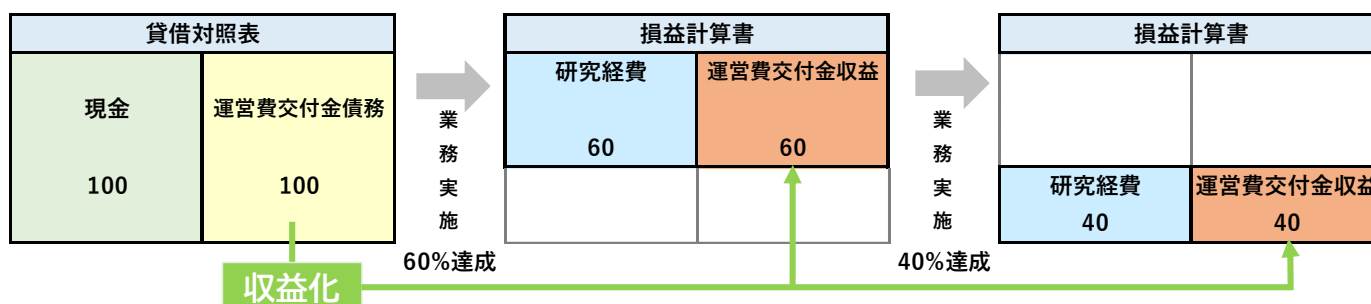 貸借対照表
現金
100
運営費交付金債務
100
業務実施
60%達成
損益計算書
研究経費
60
運営費交付金収益
60
業務実施
40%達成
損益計算書
研究経費
40
運営費交付金収益
40
収益化